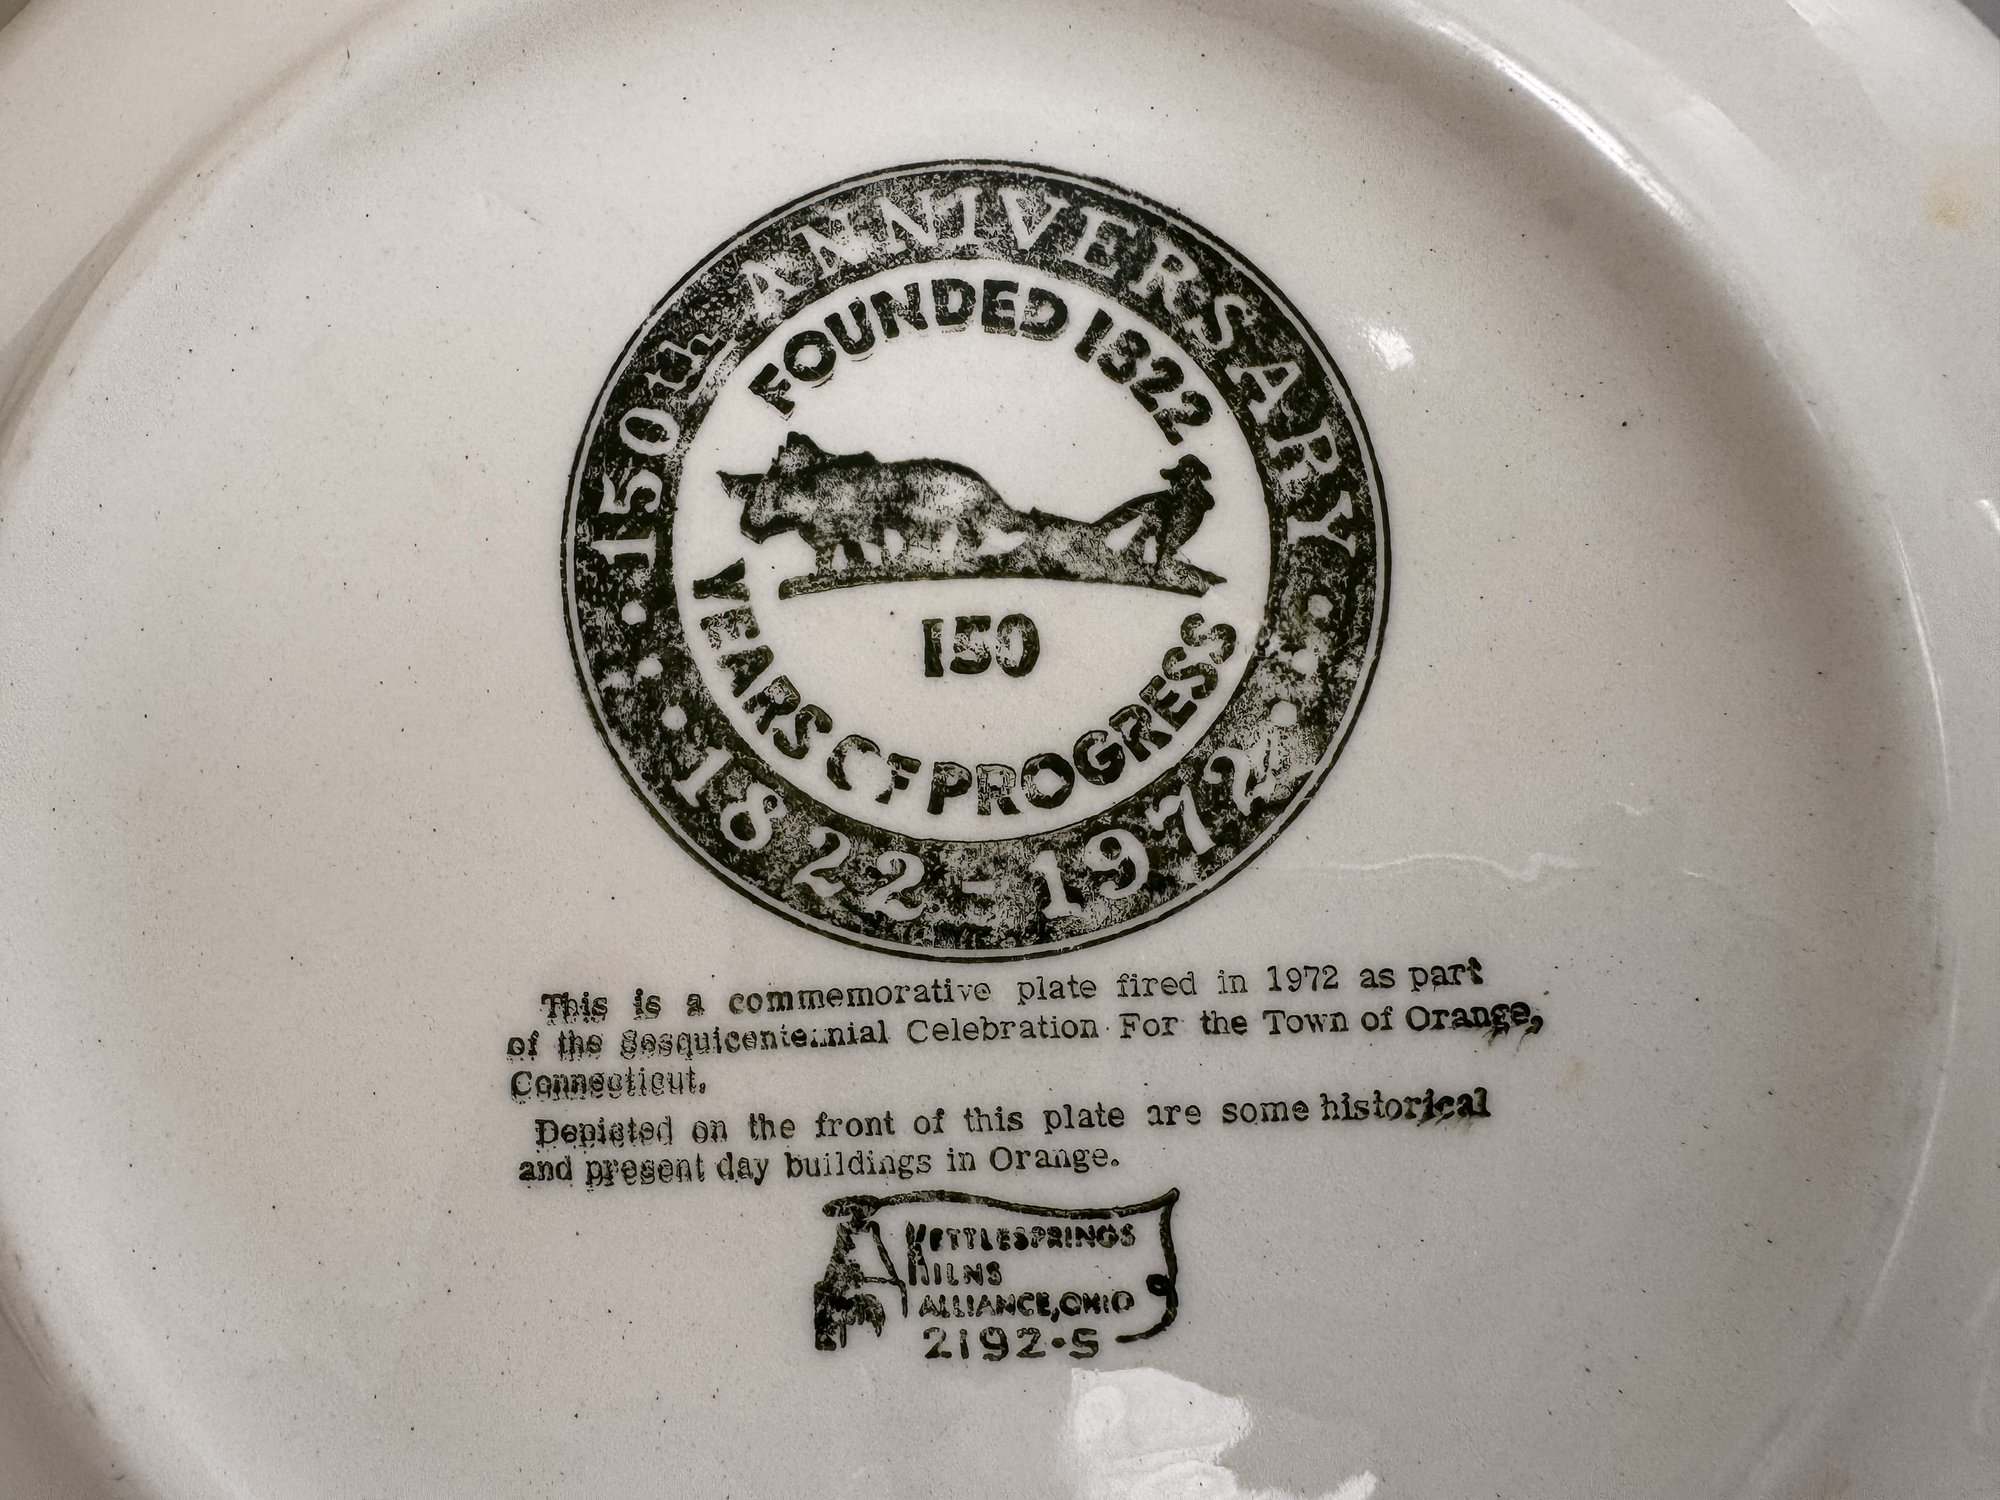 150th ANNIVERSARY
FOUNDED 1822
150
YEARS OF PROGRESS
1822-1972
This is a commemorative plate fired in 1972 as part
of the Sesquicentennial Celebration For the Town of Orange,
Connecticut.
Depicted on the front of this plate are some historical
and present day buildings in Orange.
KETTLESPRINGS
KILNS
ALLIANCE, OHIO
2192-S